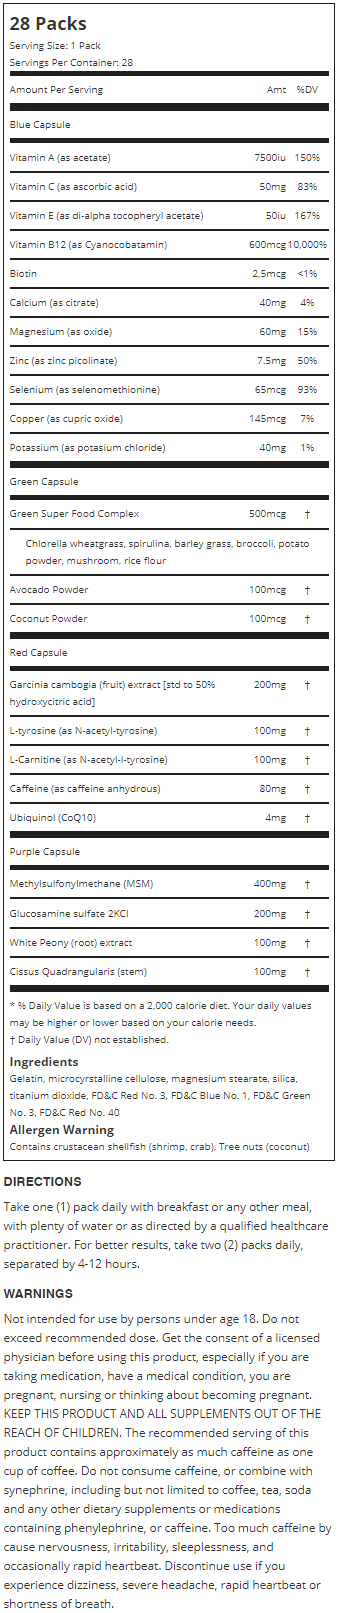 28 Packs
Serving Size: 1 Pack
Servings Per Container: 28
Amount Per Serving Amt %DV
Blue Capsule
Vitamin A (as acetate) 7500iu 150%
Vitamin C (as ascorbic acid) 50mg 83%
Vitamin E (as di-alpha tocopheryl acetate) 50iu 167%
Vitamin B12 (as Cyanocobatamin) 600mcg 10,000%
Biotin 2.5mcg <1%
Calcium (as citrate) 40mg 4%
Magnesium (as oxide) 60mg 15%
Zinc (as zinc picolinate) 7.5mg 50%
Selenium (as selenomethionine) 65mcg 93%
Copper (as cupric oxide) 145mcg 7%
Potassium (as potasium chloride) 40mg 1%
Green Capsule
Green Super Food Complex 500mcg †
Chlorella wheatgrass, spirulina, barley grass, broccoli, potato
powder, mushroom, rice flour
Avocado Powder 100mcg †
Coconut Powder 100mcg †
Red Capsule
Garcinia cambogia (fruit) extract [std to 50% 200mg †
hydroxycitric acid]
L-tyrosine (as N-acetyl-tyrosine) 100mg †
L-Carnitine (as N-acetyl-l-tyrosine) 100mg †
Caffeine (as caffeine anhydrous) 80mg †
Ubiquinol (CoQ10) 4mg †
Purple Capsule
Methylsulfonylmethane (MSM) 400mg †
Glucosamine sulfate 2KCl 200mg †
White Peony (root) extract 100mg †
Cissus Quadrangularis (stem) 100mg †
* % Daily Value is based on a 2,000 calorie diet. Your daily values
may be higher or lower based on your calorie needs.
† Daily Value (DV) not established.
Ingredients
Gelatin, microcyrstalline cellulose, magnesium stearate, silica,
titanium dioxide, FD&C Red No. 3, FD&C Blue No. 1, FD&C Green
No. 3, FD&C Red No. 40
Allergen Warning
Contains crustacean shellfish (shrimp, crab), Tree nuts (coconut)
DIRECTIONS
Take one (1) pack daily with breakfast or any other meal,
with plenty of water or as directed by a qualified healthcare
practitioner. For better results, take two (2) packs daily,
separated by 4-12 hours.
WARNINGS
Not intended for use by persons under age 18. Do not
exceed recommended dose. Get the consent of a licensed
physician before using this product, especially if you are
taking medication, have a medical condition, you are
pregnant, nursing or thinking about becoming pregnant.
KEEP THIS PRODUCT AND ALL SUPPLEMENTS OUT OF THE
REACH OF CHILDREN. The recommended serving of this
product contains approximately as much caffeine as one
cup of coffee. Do not consume caffeine, or combine with
synephrine, including but not limited to coffee, tea, soda
and any other dietary supplements or medications
containing phenylephrine, or caffeine. Too much caffeine by
cause nervousness, irritability, sleeplessness, and
occasionally rapid heartbeat. Discontinue use if you
experience dizziness, severe headache, rapid heartbeat or
shortness of breath.